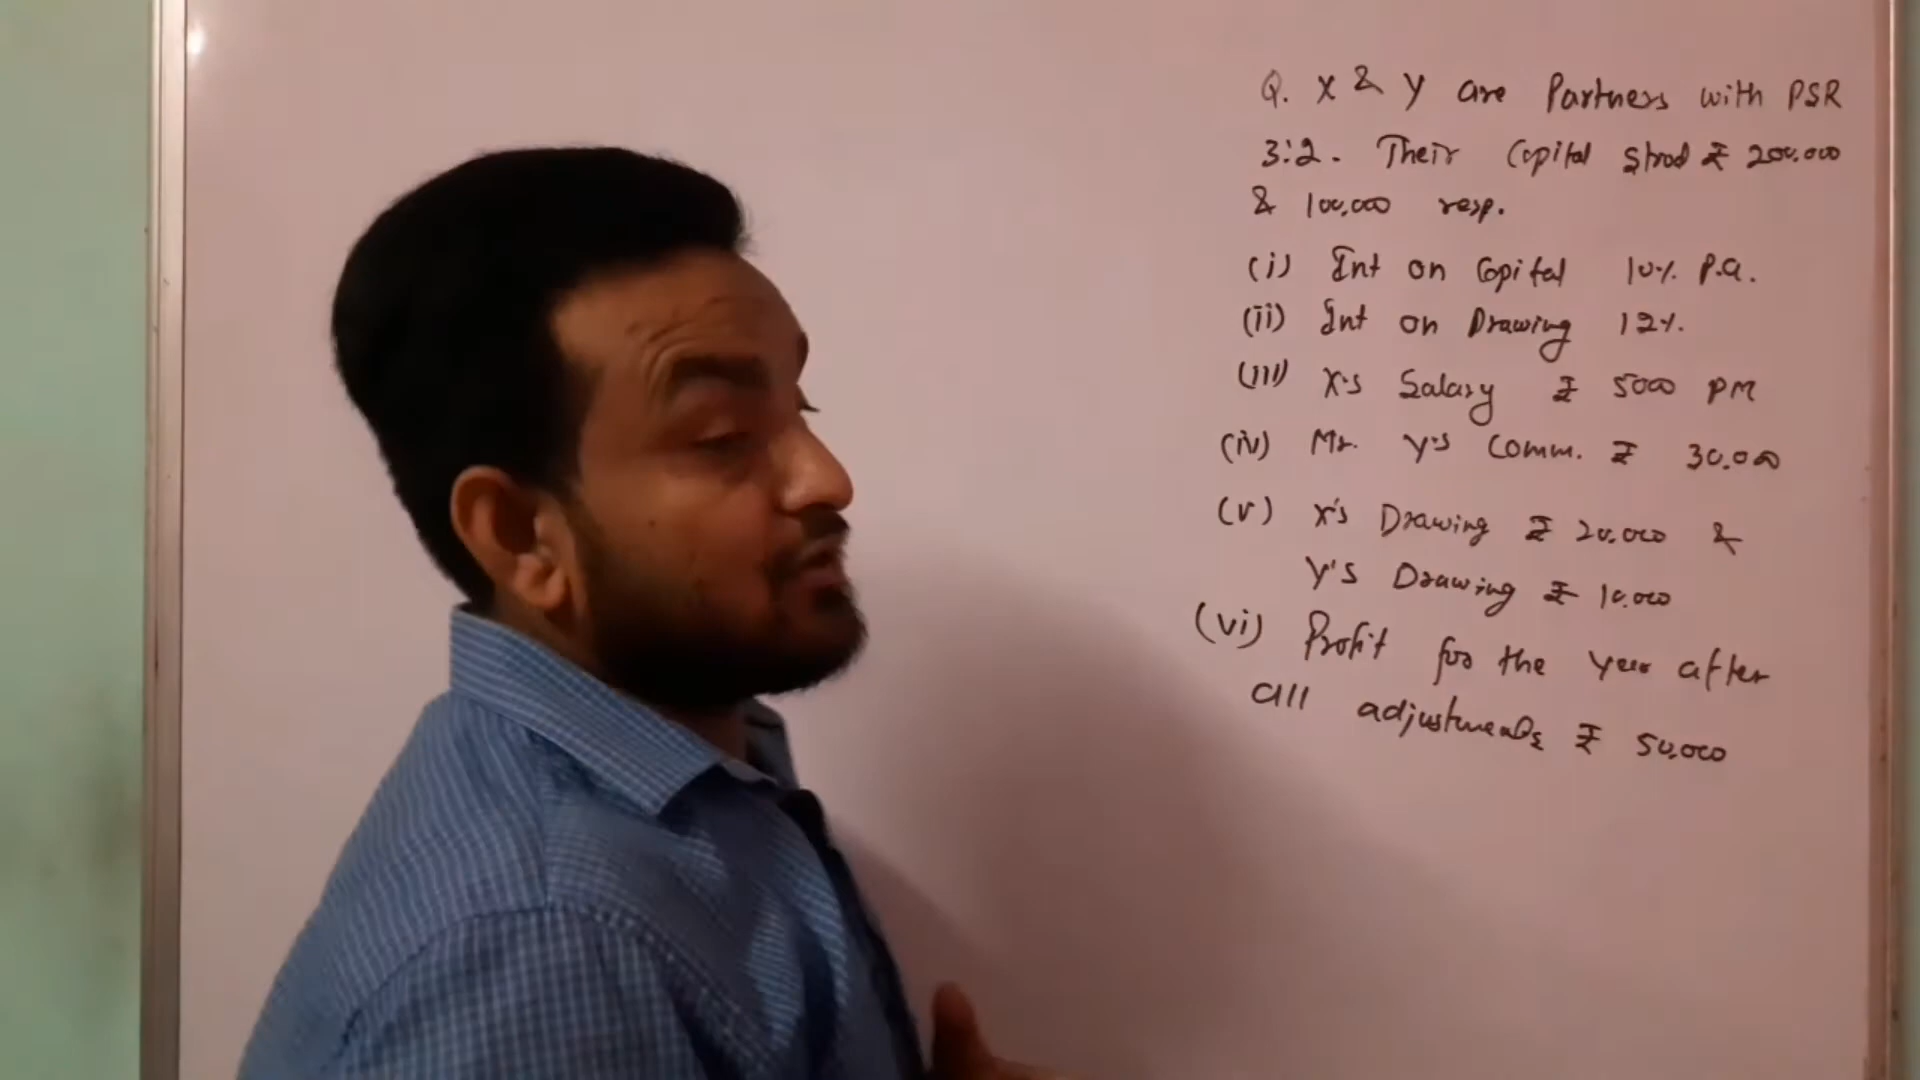 Q. X & Y are Partners with PSR
3:2. Their Capital stood ₹ 200,000
& 100,000 resp.
(i) Int on Capital 10% P.a.
(ii) Int on Drawing 12%.
(iii) X's Salary ₹ 5000 PM
(iv) Mr. Y's Comm. ₹ 30,000
(v) X's Drawing ₹ 20,000 &
Y's Drawing ₹ 10,000
(vi) Profit for the Year after
all adjustments ₹ 50,000